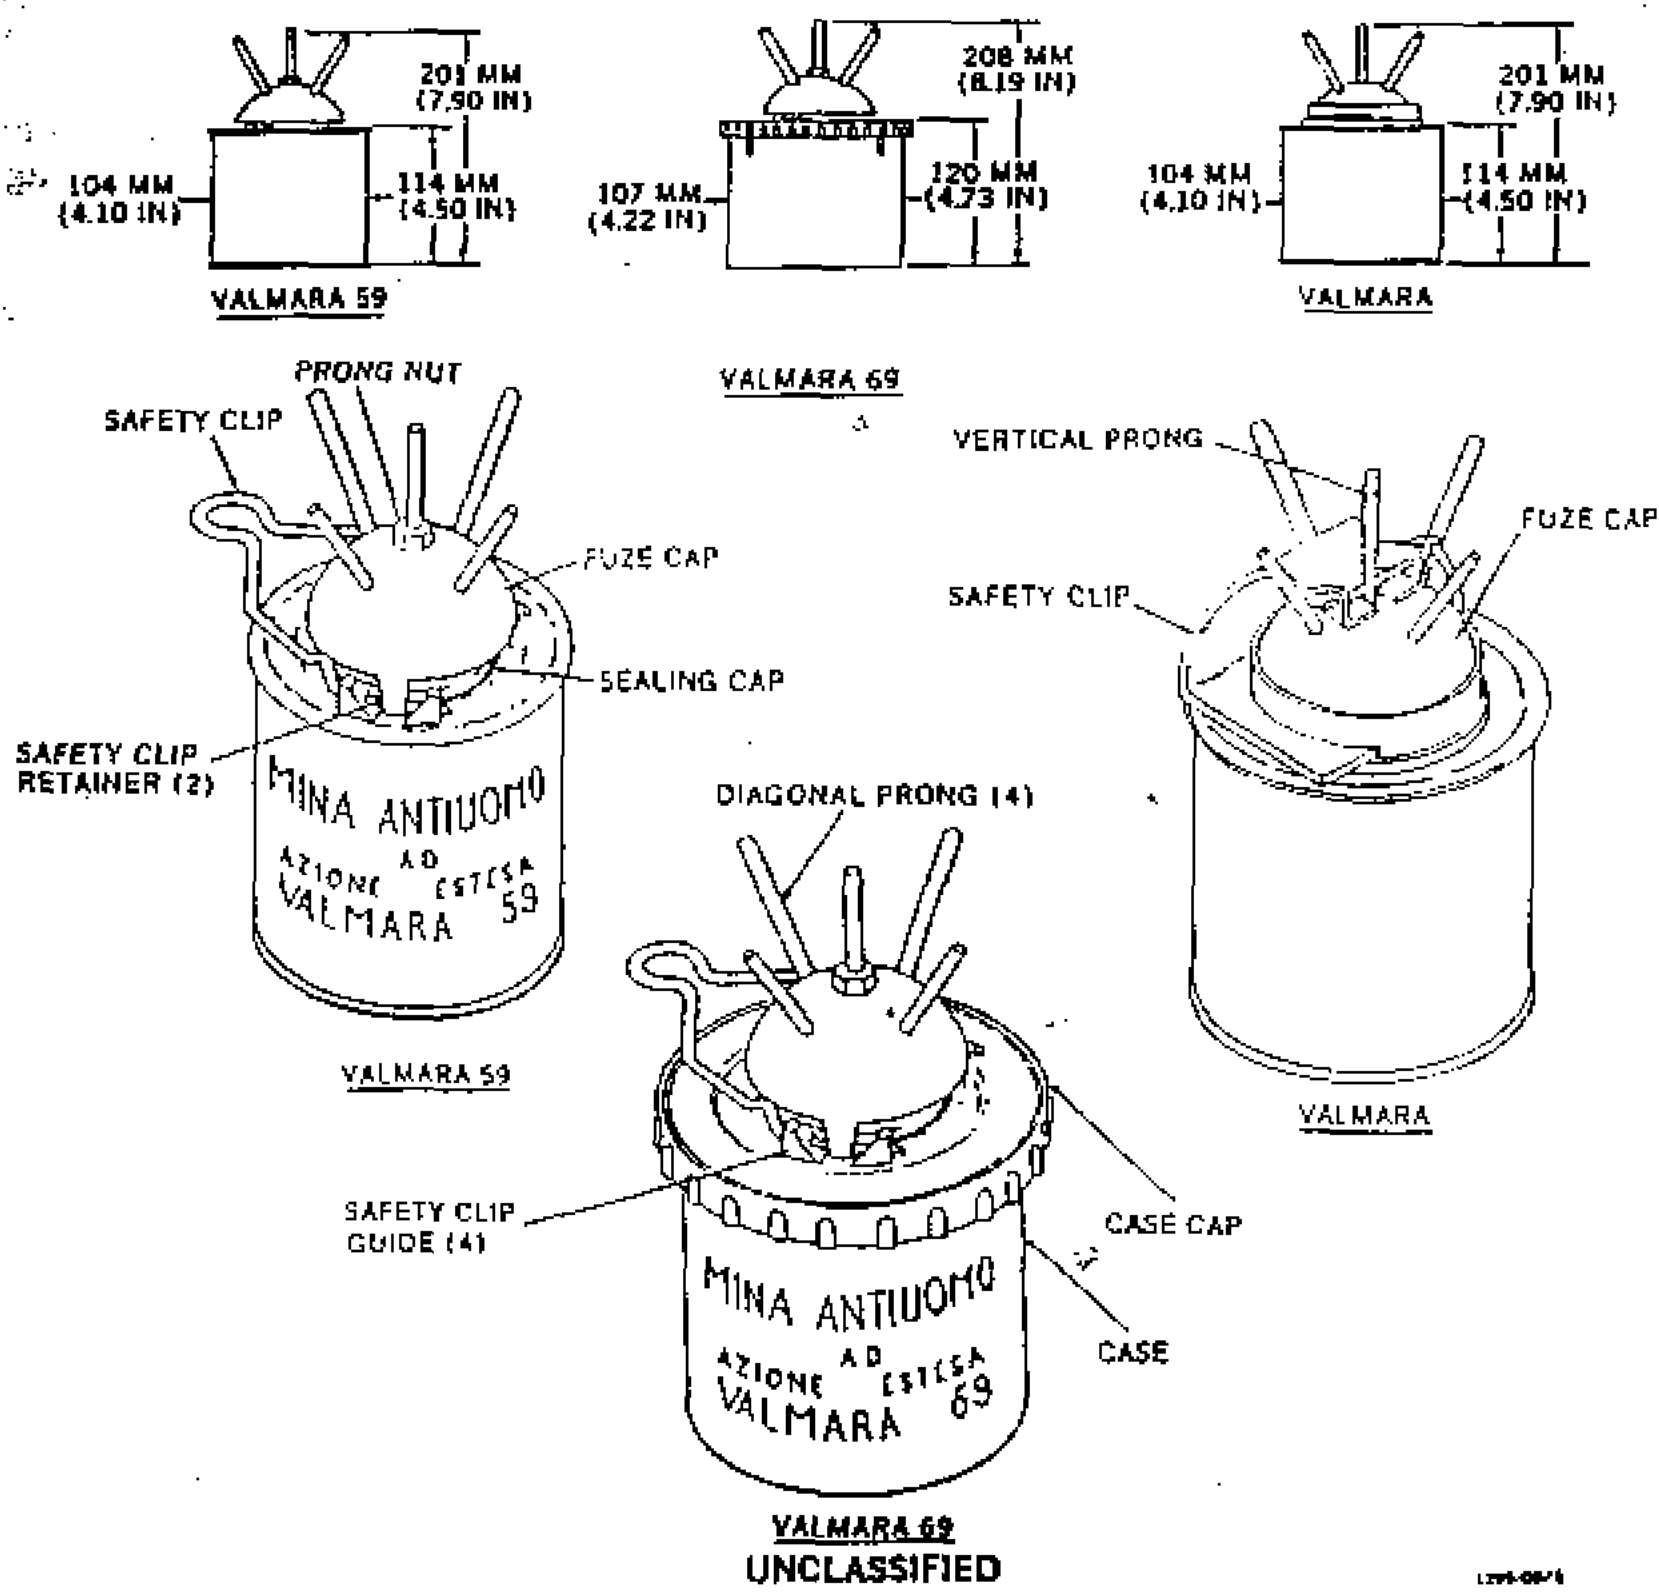 201 MM
(7.90 IN)
104 MM
(4.10 IN)
114 MM
(4.50 IN)
VALMARA 59
208 MM
(8.19 IN)
107 MM
(4.22 IN)
120 MM
(4.73 IN)
VALMARA 69
201 MM
(7.90 IN)
104 MM
(4.10 IN)
114 MM
(4.50 IN)
VALMARA
PRONG NUT
SAFETY CLIP
FUZE CAP
SEALING CAP
SAFETY CLIP
RETAINER (2)
MINA ANTIUOMO
AD
AZIONE ESTESA
VALMARA 59
VALMARA 59
VERTICAL PRONG
FUZE CAP
SAFETY CLIP
VALMARA
DIAGONAL PRONG (4)
SAFETY CLIP
GUIDE (4)
CASE CAP
CASE
MINA ANTIUOMO
AD
AZIONE ESTESA
VALMARA 69
VALMARA 69
UNCLASSIFIED